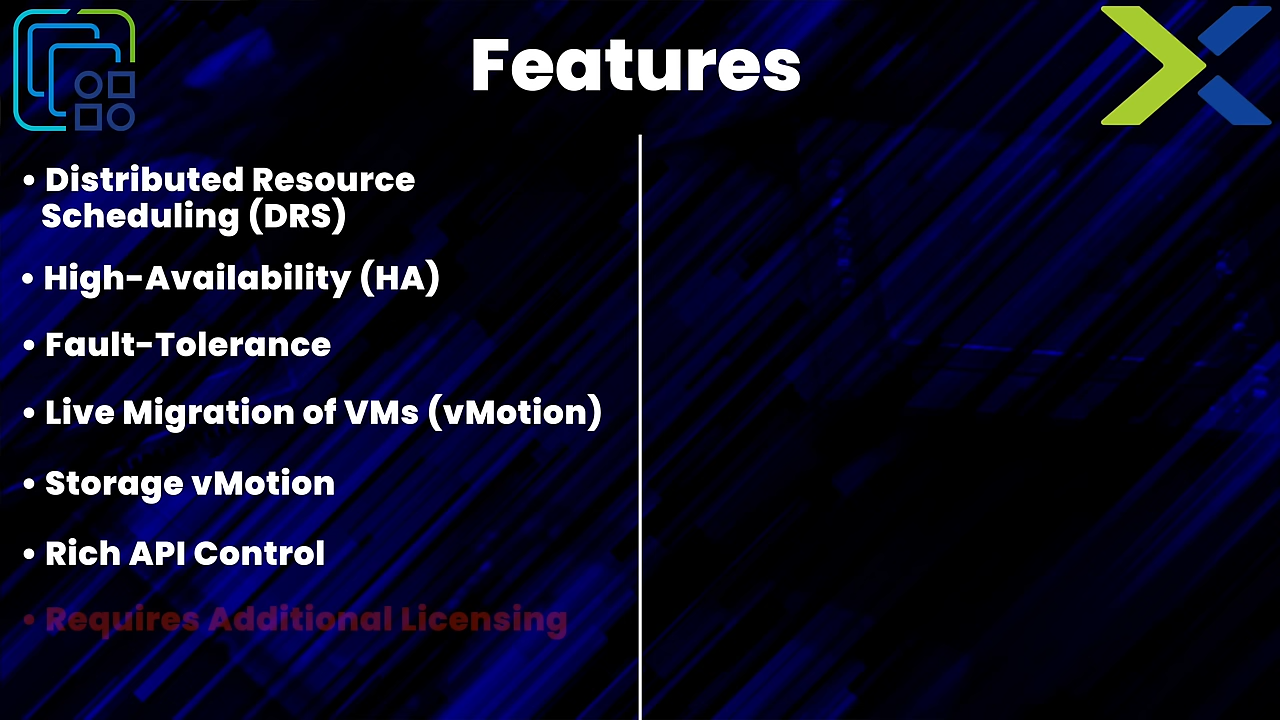 Features
• Distributed Resource
Scheduling (DRS)
• High-Availability (HA)
• Fault-Tolerance
• Live Migration of VMs (vMotion)
• Storage vMotion
• Rich API Control
• Requires Additional Licensing